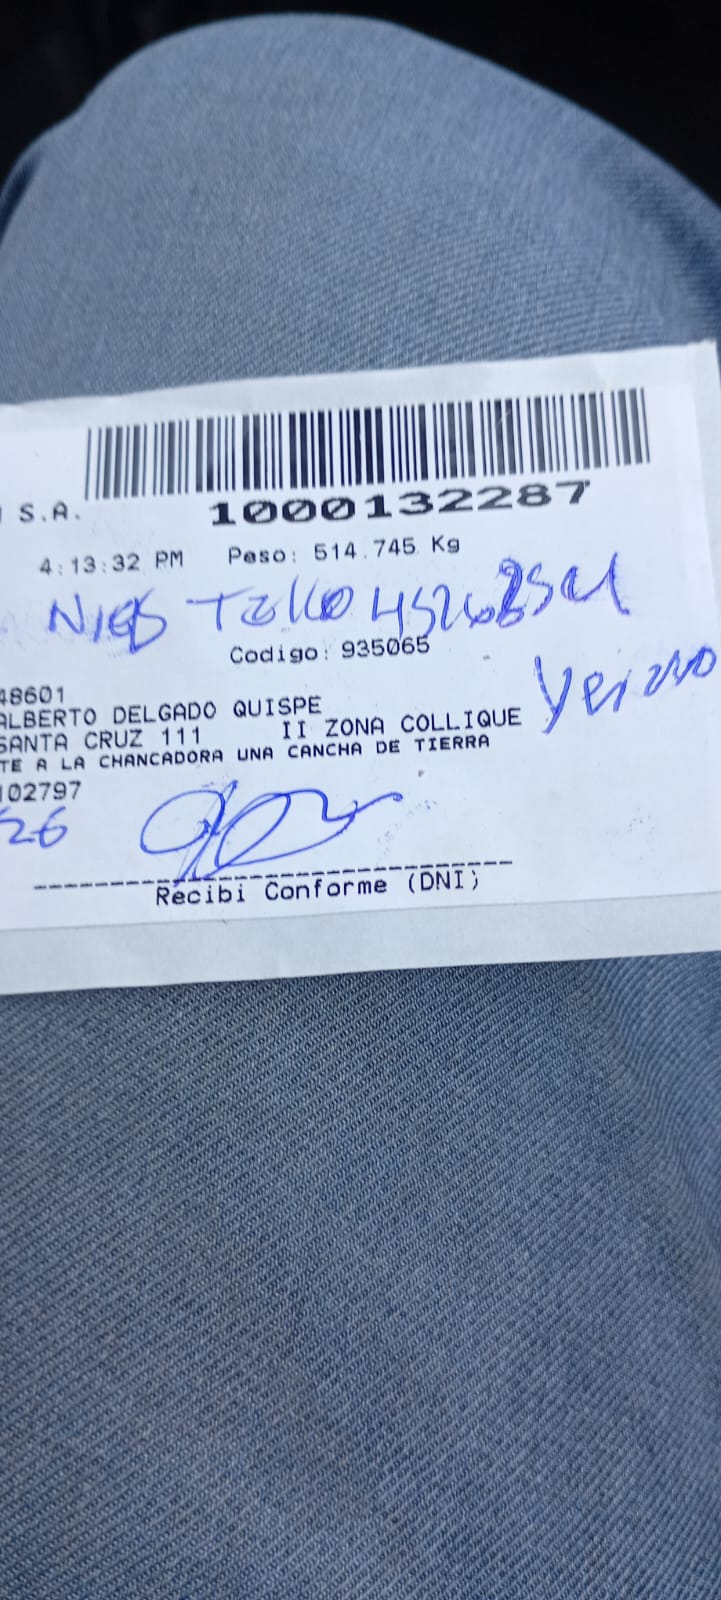 S.A.
1000132287
4:13:32 PM Peso: 514.745 Kg
Codigo: 935065
48601
ALBERTO DELGADO QUISPE
SANTA CRUZ 111 II ZONA COLLIQUE
TE A LA CHANCADORA UNA CANCHA DE TIERRA
102797
26
Recibi Conforme (DNI)